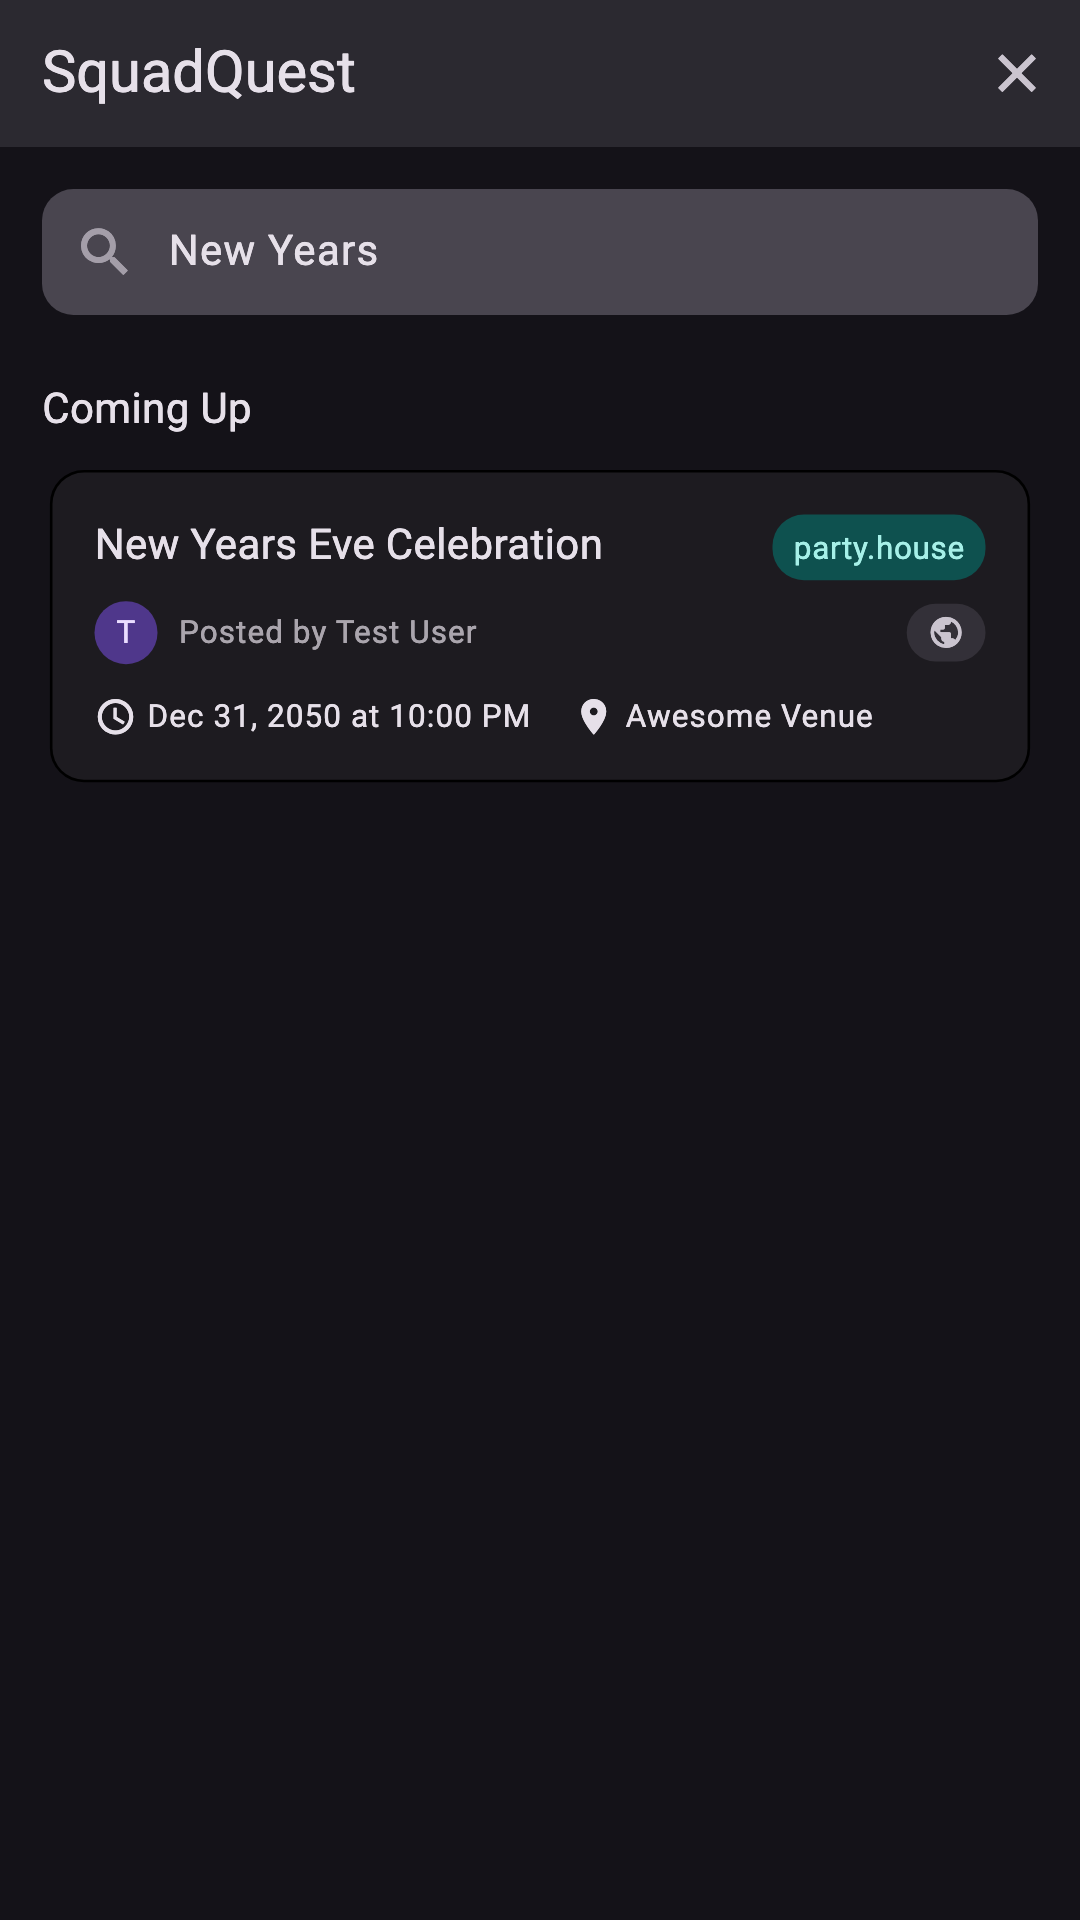 SquadQuest
New Years
Coming Up
New Years Eve Celebration
party.house
T
Posted by Test User
Dec 31, 2050 at 10:00 PM
Awesome Venue